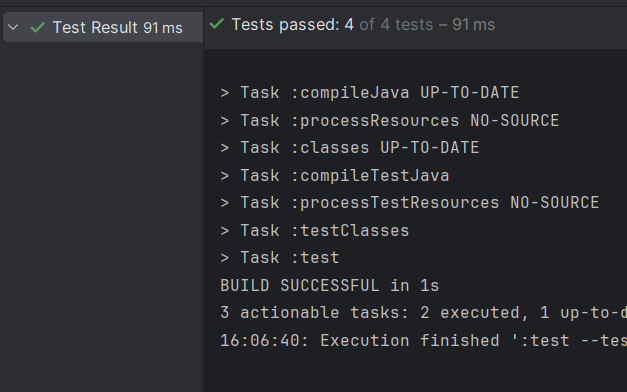 Test Result 91 ms
Tests passed: 4 of 4 tests – 91 ms
> Task :compileJava UP-TO-DATE
> Task :processResources NO-SOURCE
> Task :classes UP-TO-DATE
> Task :compileTestJava
> Task :processTestResources NO-SOURCE
> Task :testClasses
> Task :test
BUILD SUCCESSFUL in 1s
3 actionable tasks: 2 executed, 1 up-to-d
16:06:40: Execution finished ':test --tes